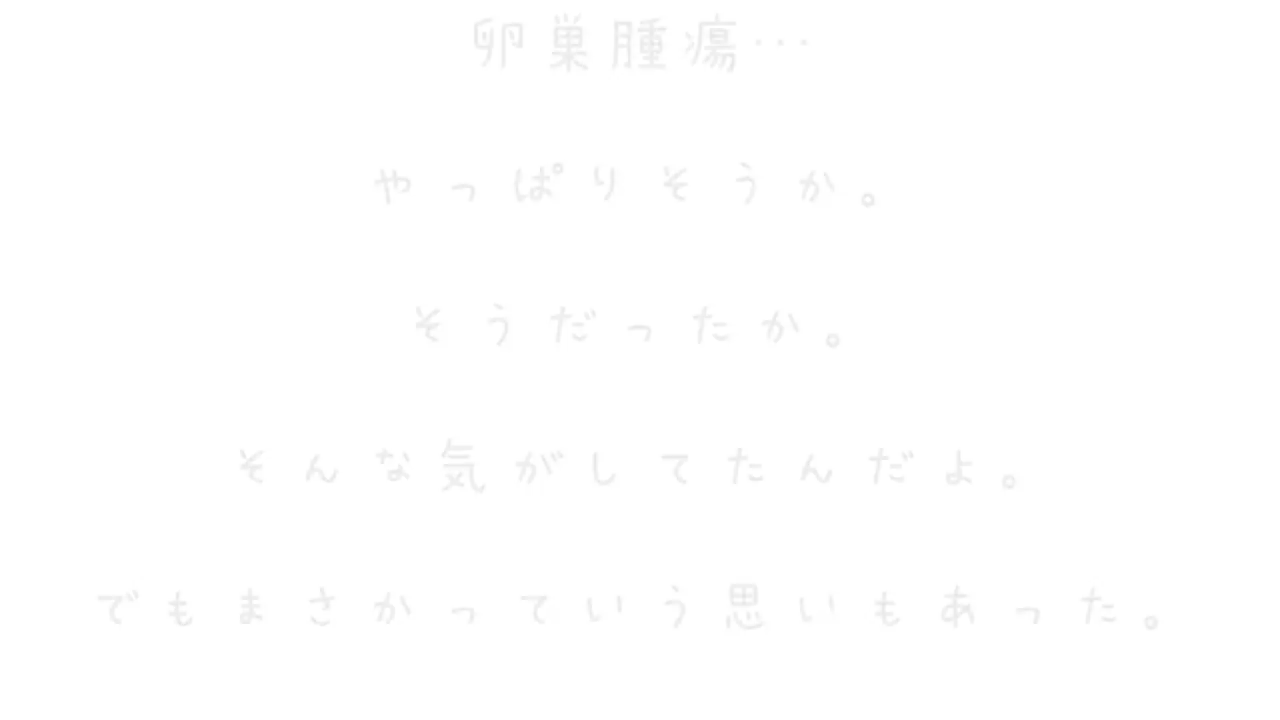 卵巣腫瘍…
やっぱりそうか。
そうだったか。
そんな気がしてたんだよ。
でもまさかっていう思いもあった。